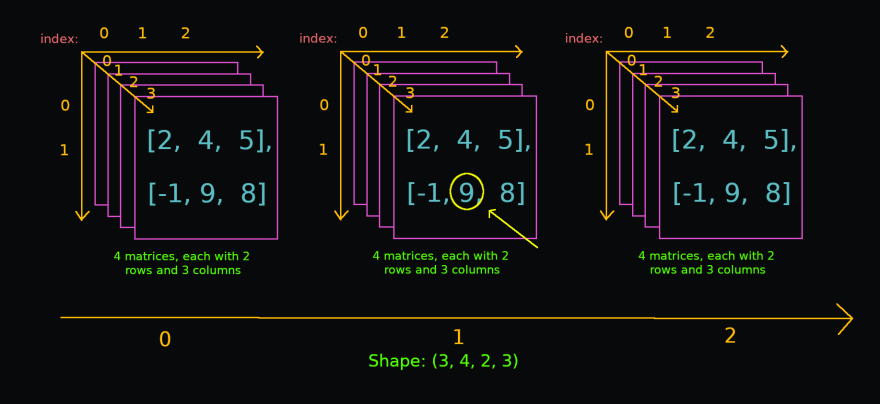 index: 0 1 2
0 1 2 3
0 [2, 4, 5],
1 [-1, 9, 8]
4 matrices, each with 2
rows and 3 columns
index: 0 1 2
0 1 2 3
0 [2, 4, 5],
1 [-1, 9, 8]
4 matrices, each with 2
rows and 3 columns
index: 0 1 2
0 1 2 3
0 [2, 4, 5],
1 [-1, 9, 8]
4 matrices, each with 2
rows and 3 columns
0 1 2
Shape: (3, 4, 2, 3)